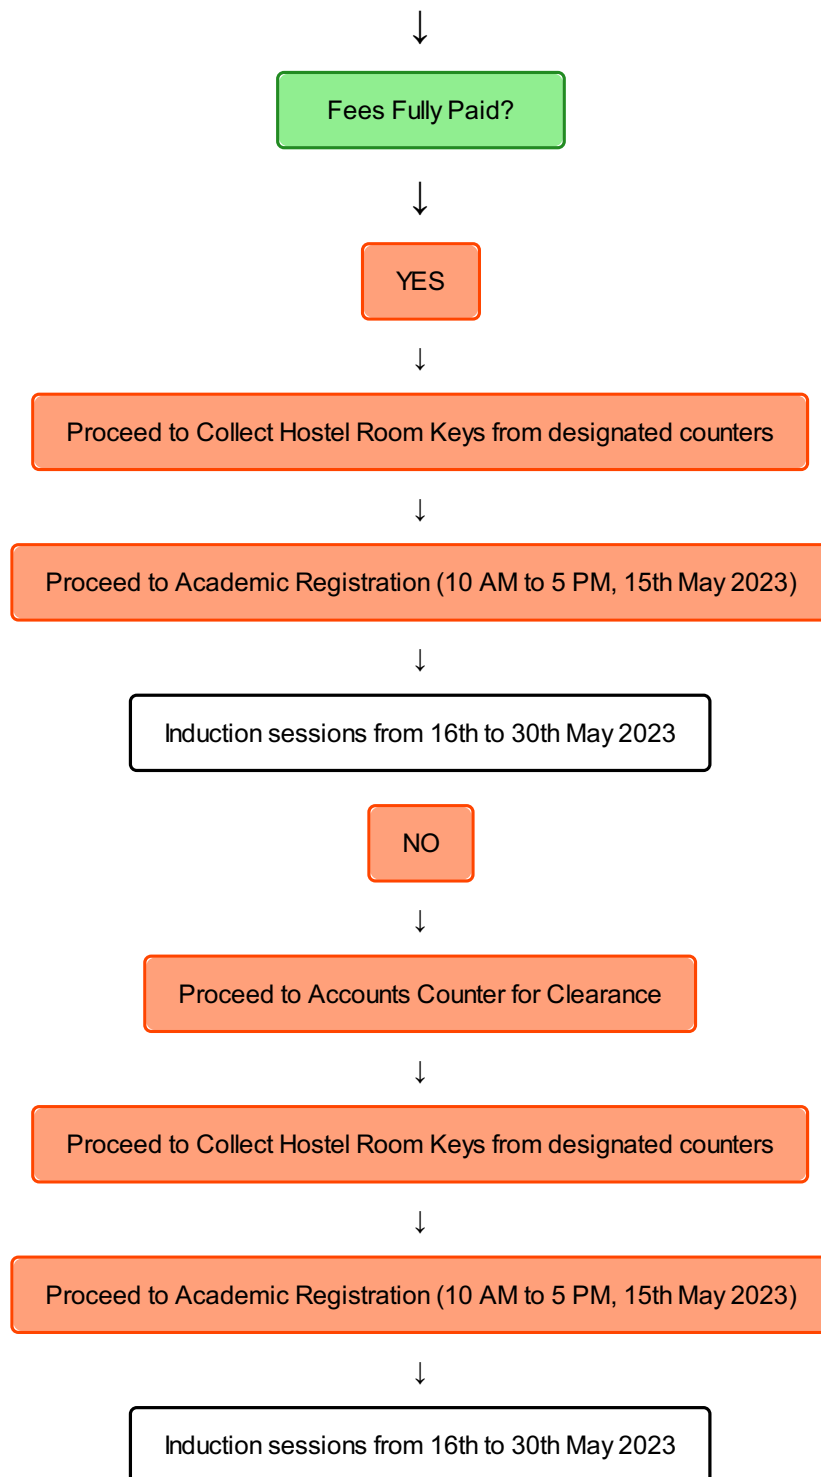 ↓
Fees Fully Paid?
↓
YES
↓
Proceed to Collect Hostel Room Keys from designated counters
↓
Proceed to Academic Registration (10 AM to 5 PM, 15th May 2023)
↓
Induction sessions from 16th to 30th May 2023
NO
↓
Proceed to Accounts Counter for Clearance
↓
Proceed to Collect Hostel Room Keys from designated counters
↓
Proceed to Academic Registration (10 AM to 5 PM, 15th May 2023)
↓
Induction sessions from 16th to 30th May 2023